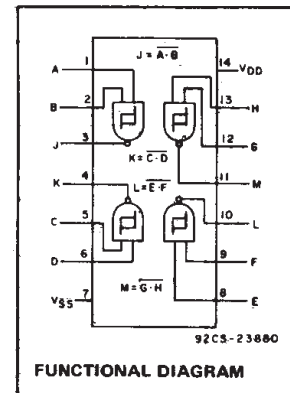 J = A·B
A 1
14 VDD
B 2
13 H
J 3
12 G
K = C·D
K 4
11 M
L = E·F
C 5
10 L
D 6
9 F
M = G·H
VSS 7
8 E
92CS-23880
FUNCTIONAL DIAGRAM